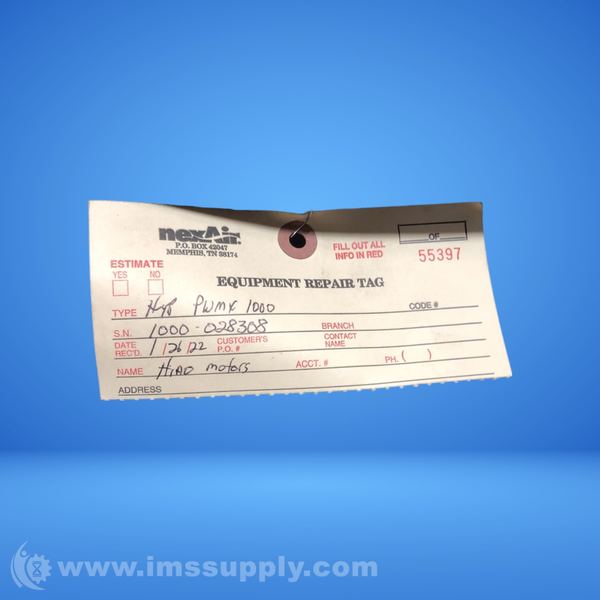 nexAir
P.O. BOX 42047
MEMPHIS, TN 38174
FILL OUT ALL
INFO IN RED
OF
55397
ESTIMATE
YES NO
EQUIPMENT REPAIR TAG
TYPE Hyp PWMX 1000 CODE #
S.N. 1000-028308 BRANCH
DATE REC'D. 1/26/22 CUSTOMER'S P.O. # CONTACT NAME
NAME motors ACCT. # PH. ( )
ADDRESS
www.imssupply.com